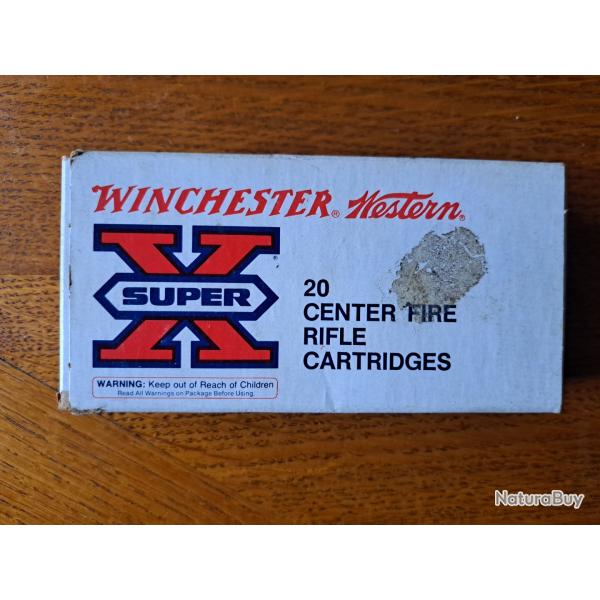 WINCHESTER® Western®
X
SUPER
20
CENTER FIRE
RIFLE
CARTRIDGES
WARNING: Keep out of Reach of Children
Read All Warnings on Package Before Using.
NaturaBuy